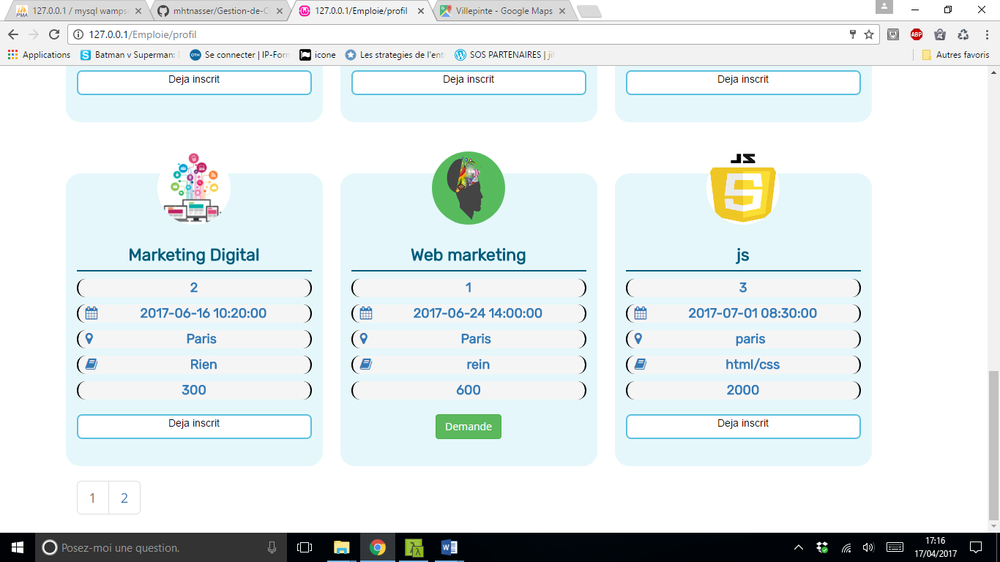 127.0.0.1 / mysql wamps
mhtnasser/Gestion-de-C
127.0.0.1/Emploie/profil
Villepinte - Google Maps
127.0.0.1/Emploie/profil
ABP
Applications
Batman v Superman:
Se connecter | IP-Forn
icone
Les strategies de l'ent
SOS PARTENAIRES | ji
Autres favoris
Deja inscrit
Deja inscrit
Deja inscrit
JS
Marketing Digital
Web marketing
js
2
1
3
2017-06-16 10:20:00
2017-06-24 14:00:00
2017-07-01 08:30:00
Paris
Paris
paris
Rien
rein
html/css
300
600
2000
Deja inscrit
Demande
Deja inscrit
1 2
Posez-moi une question.
17:16
17/04/2017